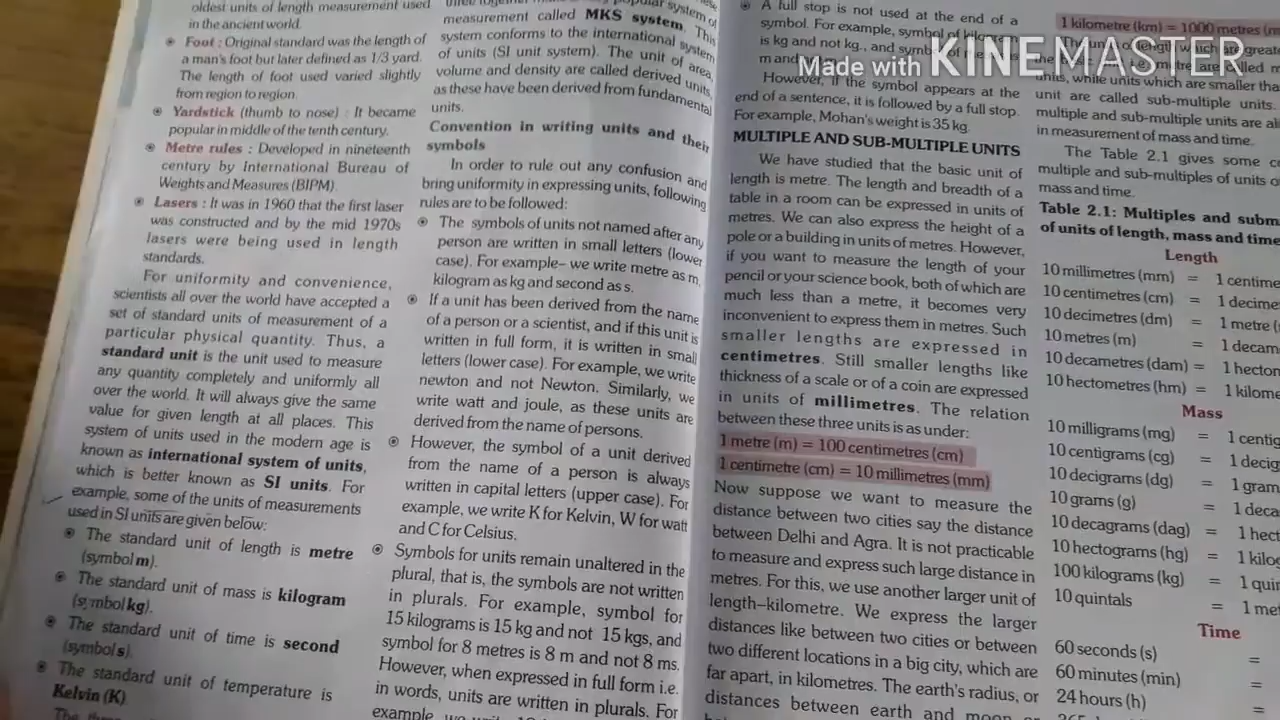 oldest units of length measurement used
in the ancient world.
Foot : Original standard was the length of
a man's foot but later defined as 1/3 yard.
The length of foot used varied slightly
from region to region.
Yardstick (thumb to nose) : It became
popular in middle of the tenth century.
Metre rules : Developed in nineteenth
century by International Bureau of
Weights and Measures (BIPM).
Lasers : It was in 1960 that the first laser
was constructed and by the mid 1970s
lasers were being used in length
standards.
For uniformity and convenience,
scientists all over the world have accepted a
set of standard units of measurement of a
particular physical quantity. Thus, a
standard unit is the unit used to measure
any quantity completely and uniformly all
over the world. It will always give the same
value for given length at all places. This
system of units used in the modern age is
known as international system of units,
which is better known as SI units. For
example, some of the units of measurements
used in SI units are given below:
The standard unit of length is metre
(symbol m).
The standard unit of mass is kilogram
(symbol kg).
The standard unit of time is second
(symbol s).
The standard unit of temperature is
Kelvin (K)
popular system of
measurement called MKS system. This
system conforms to the international system
of units (SI unit system). The unit of area,
volume and density are called derived units,
as these have been derived from fundamental
units.
Convention in writing units and their
symbols
In order to rule out any confusion and
bring uniformity in expressing units, following
rules are to be followed:
The symbols of units not named after any
person are written in small letters (lower
case). For example– we write metre as m,
kilogram as kg and second as s.
If a unit has been derived from the name
of a person or a scientist, and if this unit is
written in full form, it is written in small
letters (lower case). For example, we write
newton and not Newton. Similarly, we
write watt and joule, as these units are
derived from the name of persons.
However, the symbol of a unit derived
from the name of a person is always
written in capital letters (upper case). For
example, we write K for Kelvin, W for watt
and C for Celsius.
Symbols for units remain unaltered in the
plural, that is, the symbols are not written
in plurals. For example, symbol for
15 kilograms is 15 kg and not 15 kgs, and
symbol for 8 metres is 8 m and not 8 ms.
However, when expressed in full form i.e.
in words, units are written in plurals. For
example, we
A full stop is not used at the end of a
symbol. For example, symbol of kilogram
is kg and not kg., and symbol of
m and
However, if the symbol appears at the
end of a sentence, it is followed by a full stop.
For example, Mohan's weight is 35 kg.
MULTIPLE AND SUB-MULTIPLE UNITS
We have studied that the basic unit of
length is metre. The length and breadth of a
table in a room can be expressed in units of
metres. We can also express the height of a
pole or a building in units of metres. However,
if you want to measure the length of your
pencil or your science book, both of which are
much less than a metre, it becomes very
inconvenient to express them in metres. Such
smaller lengths are expressed in
centimetres. Still smaller lengths like
thickness of a scale or of a coin are expressed
in units of millimetres. The relation
between these three units is as under:
1 metre (m) = 100 centimetres (cm)
1 centimetre (cm) = 10 millimetres (mm)
Now suppose we want to measure the
distance between two cities say the distance
between Delhi and Agra. It is not practicable
to measure and express such large distance in
metres. For this, we use another larger unit of
length–kilometre. We express the larger
distances like between two cities or between
two different locations in a big city, which are
far apart, in kilometres. The earth's radius, or
distances between earth and moon or
1 kilometre (km) = 1000 metres (m
The units of length which are great
units, while units which are smaller tha
unit are called sub-multiple units.
multiple and sub-multiple units are al
in measurement of mass and time.
The Table 2.1 gives some c
multiple and sub-multiples of units o
mass and time.
Table 2.1: Multiples and subm
of units of length, mass and time
Length
10 millimetres (mm) = 1 centime
10 centimetres (cm) = 1 decime
10 decimetres (dm) = 1 metre (
10 metres (m) = 1 decam
10 decametres (dam) = 1 hecton
10 hectometres (hm) = 1 kilome
Mass
10 milligrams (mg) = 1 centig
10 centigrams (cg) = 1 decig
10 decigrams (dg) = 1 gram
10 grams (g) = 1 deca
10 decagrams (dag) = 1 hect
10 hectograms (hg) = 1 kilog
100 kilograms (kg) = 1 quin
10 quintals = 1 met
Time
60 seconds (s) =
60 minutes (min) =
24 hours (h) =
Made with KINEMASTER